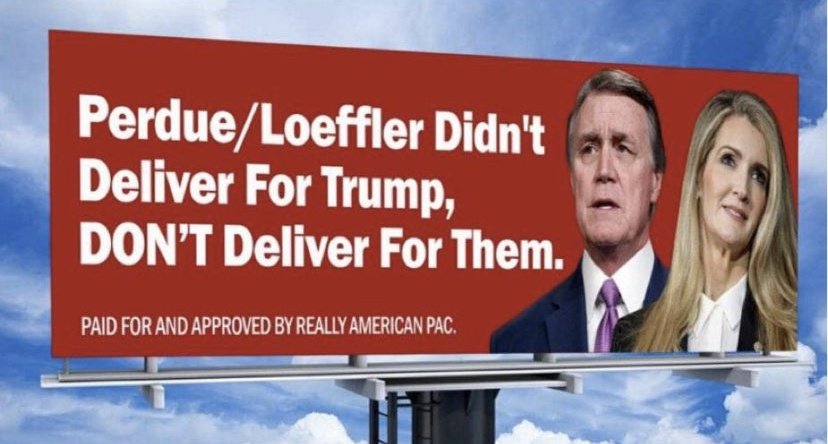 Perdue/Loeffler Didn't
Deliver For Trump,
DON'T Deliver For Them.
PAID FOR AND APPROVED BY REALLY AMERICAN PAC.